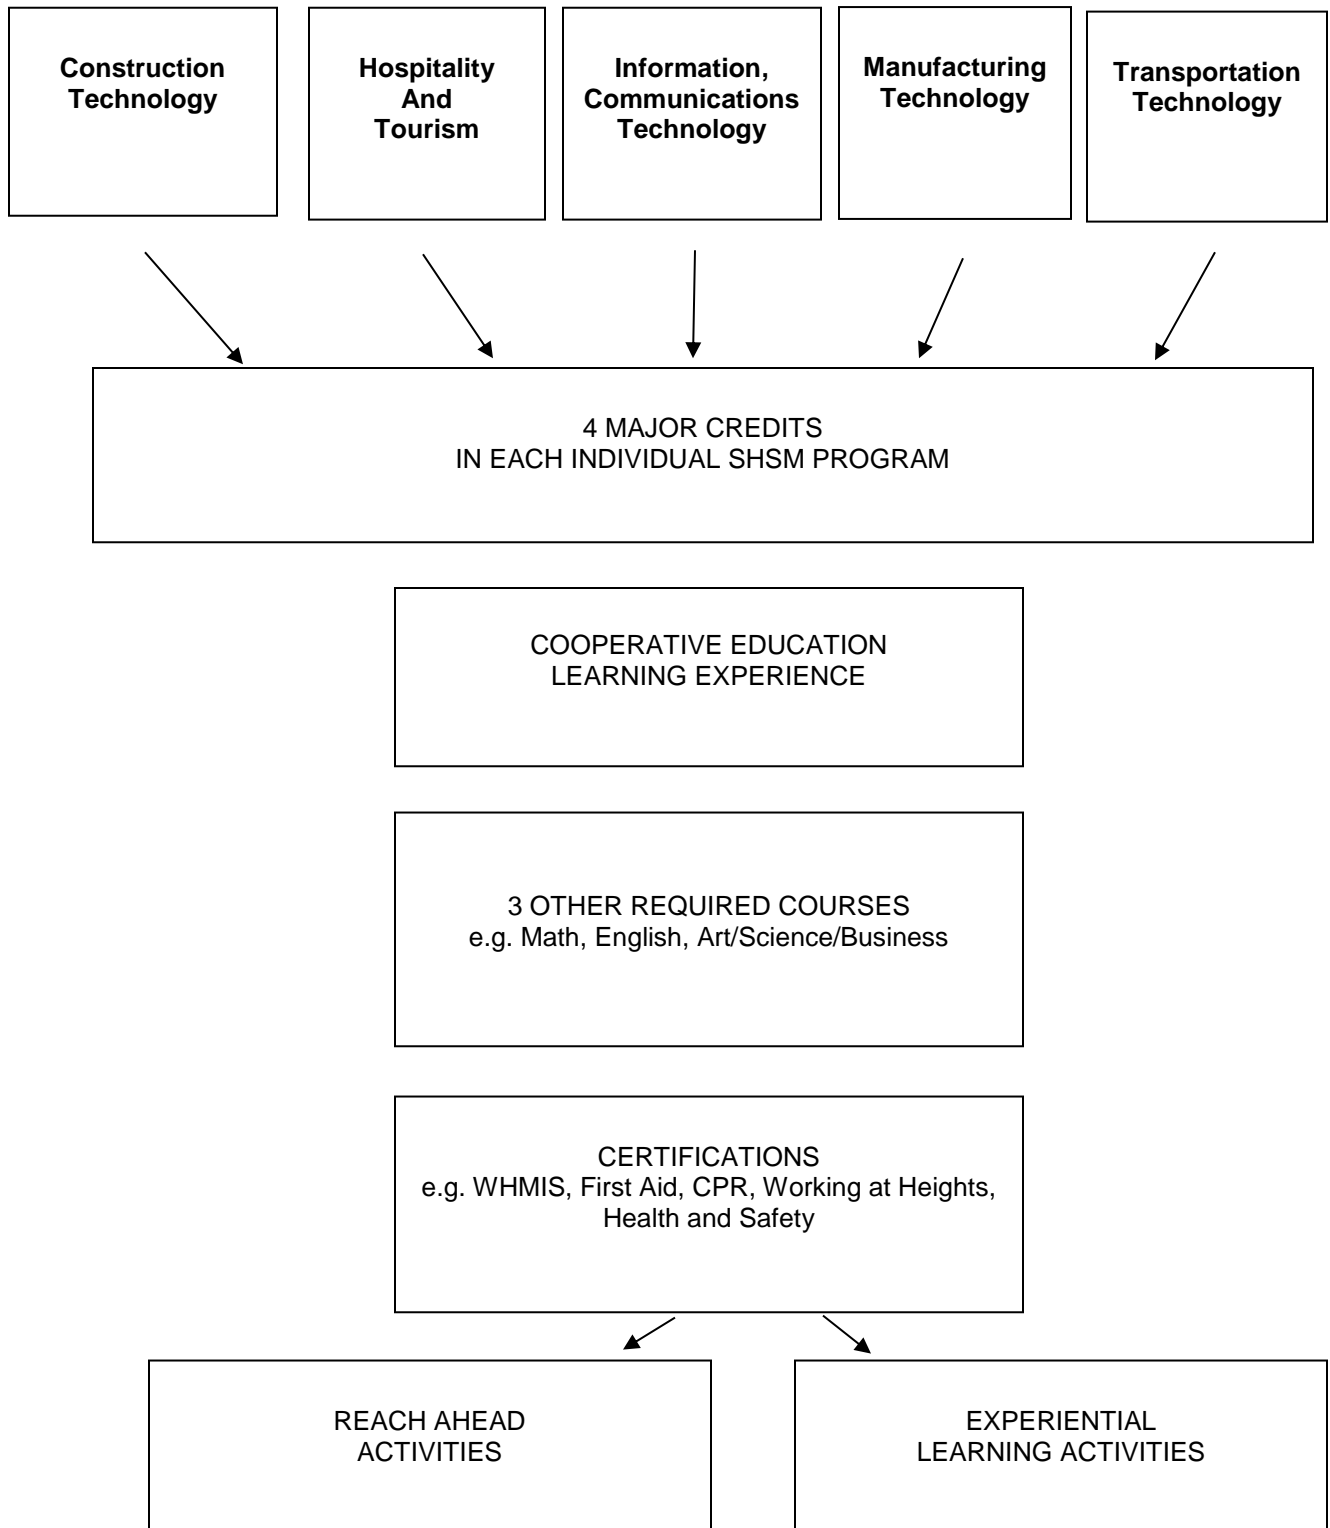 Construction
Technology
Hospitality
And
Tourism
Information,
Communications
Technology
Manufacturing
Technology
Transportation
Technology
4 MAJOR CREDITS
IN EACH INDIVIDUAL SHSM PROGRAM
COOPERATIVE EDUCATION
LEARNING EXPERIENCE
3 OTHER REQUIRED COURSES
e.g. Math, English, Art/Science/Business
CERTIFICATIONS
e.g. WHMIS, First Aid, CPR, Working at Heights,
Health and Safety
REACH AHEAD
ACTIVITIES
EXPERIENTIAL
LEARNING ACTIVITIES